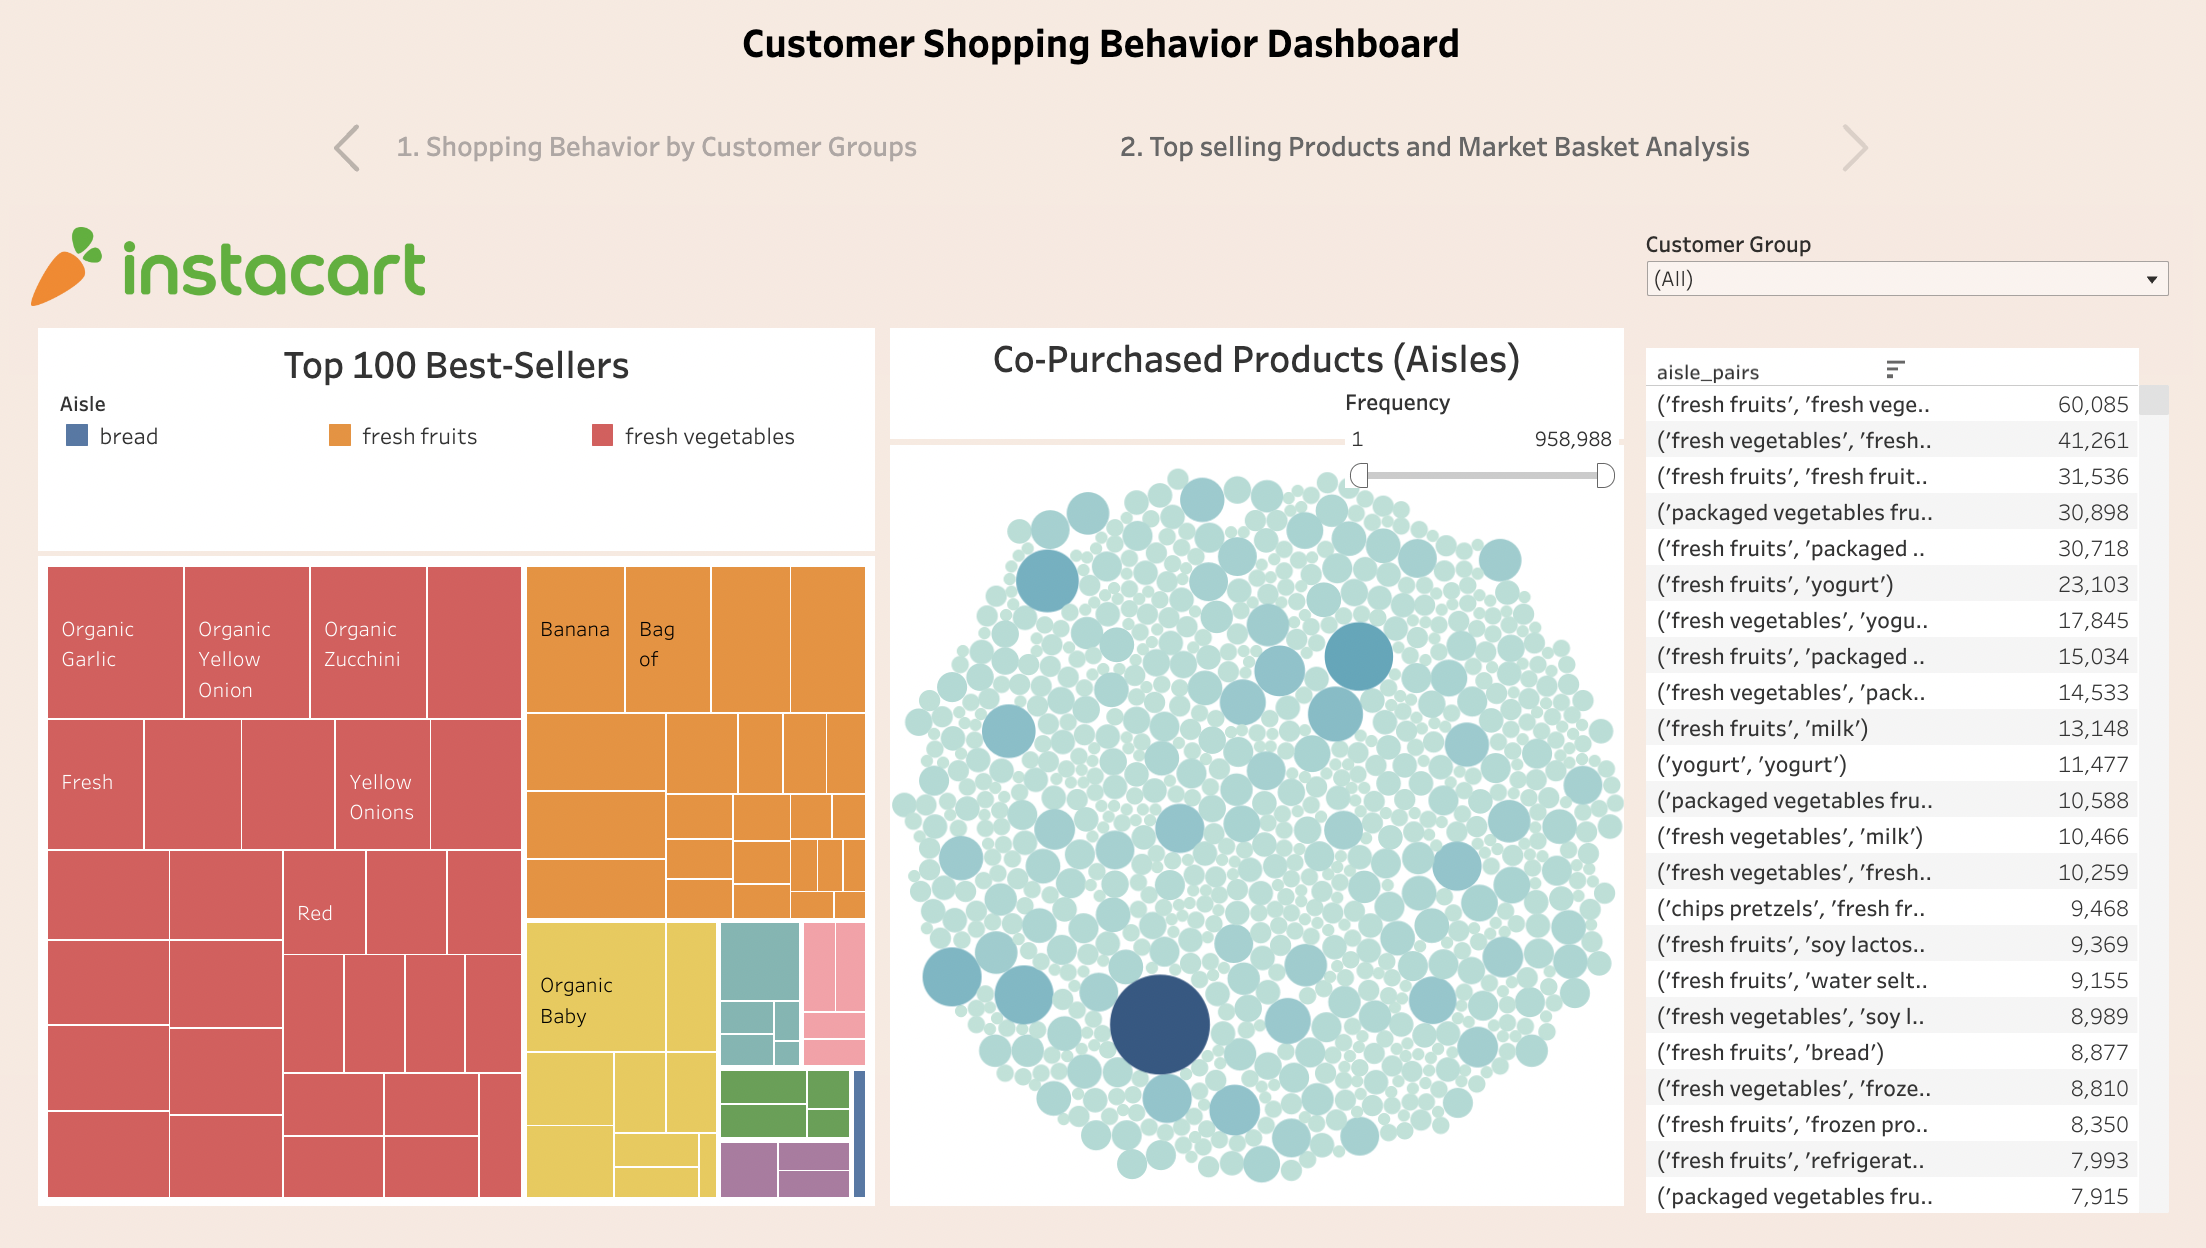 Customer Shopping Behavior Dashboard
1. Shopping Behavior by Customer Groups
2. Top selling Products and Market Basket Analysis
instacart
Customer Group
(All)
Top 100 Best-Sellers
Aisle
bread
fresh fruits
fresh vegetables
Organic
Garlic
Organic
Yellow
Onion
Organic
Zucchini
Fresh
Yellow
Onions
Red
Banana
Bag
of
Organic
Baby
Co-Purchased Products (Aisles)
Frequency
1
958,988
aisle_pairs
('fresh fruits', 'fresh vege.. 60,085
('fresh vegetables', 'fresh.. 41,261
('fresh fruits', 'fresh fruit.. 31,536
('packaged vegetables fru.. 30,898
('fresh fruits', 'packaged .. 30,718
('fresh fruits', 'yogurt') 23,103
('fresh vegetables', 'yogu.. 17,845
('fresh fruits', 'packaged .. 15,034
('fresh vegetables', 'pack.. 14,533
('fresh fruits', 'milk') 13,148
('yogurt', 'yogurt') 11,477
('packaged vegetables fru.. 10,588
('fresh vegetables', 'milk') 10,466
('fresh vegetables', 'fresh.. 10,259
('chips pretzels', 'fresh fr.. 9,468
('fresh fruits', 'soy lactos.. 9,369
('fresh fruits', 'water selt.. 9,155
('fresh vegetables', 'soy l.. 8,989
('fresh fruits', 'bread') 8,877
('fresh vegetables', 'froze.. 8,810
('fresh fruits', 'frozen pro.. 8,350
('fresh fruits', 'refrigerat.. 7,993
('packaged vegetables fru.. 7,915